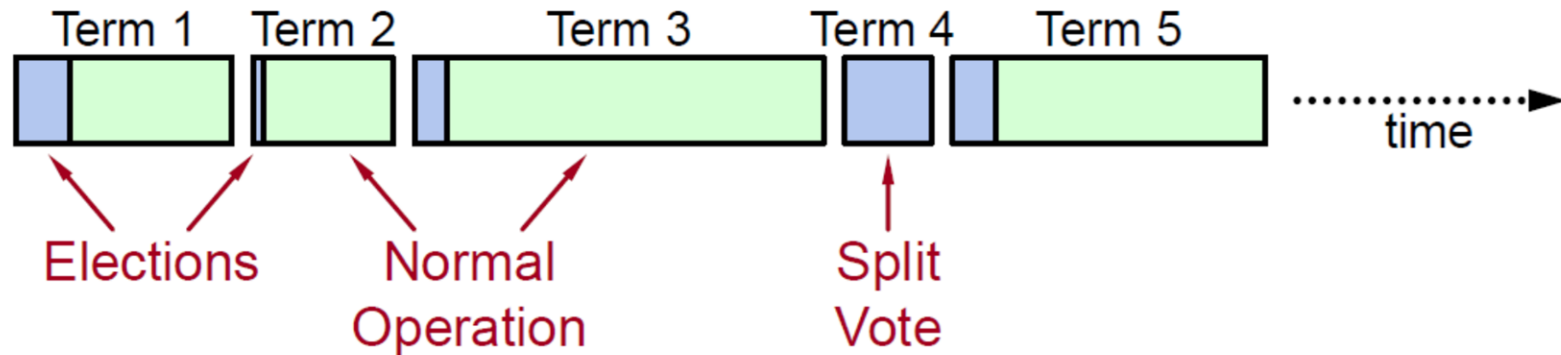 Term 1 Term 2 Term 3 Term 4 Term 5
time
Elections Normal Split
Operation Vote